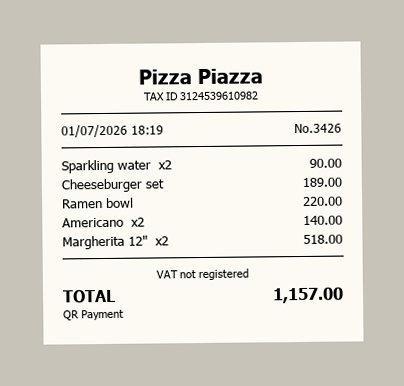 Pizza Piazza
TAX ID 3124539610982
01/07/2026 18:19 No.3426
Sparkling water x2 90.00
Cheeseburger set 189.00
Ramen bowl 220.00
Americano x2 140.00
Margherita 12" x2 518.00
VAT not registered
TOTAL 1,157.00
QR Payment